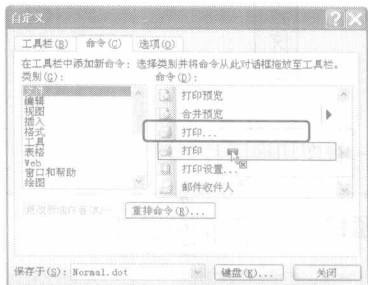 自定义
工具栏(B) 命令(C) 选项(O)
在工具栏中添加新命令: 选择类别并将命令从此对话框拖放至工具栏。
类别(G): 命令(D):
文件
编辑
视图
插入
格式
工具
表格
Web
窗口和帮助
绘图
打印预览
合并预览
打印...
打印
打印设置...
邮件收件人
重排命令(R)...
保存于(S): Normal.dot 键盘(K)... 关闭